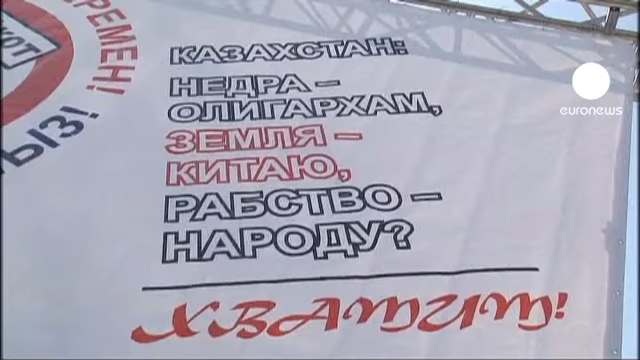 КАЗАХСТАН:
НЕДРА –
ОЛИГАРХАМ,
ЗЕМЛЯ –
КИТАЮ,
РАБСТВО –
НАРОДУ?
ХВАТИТ!
euronews